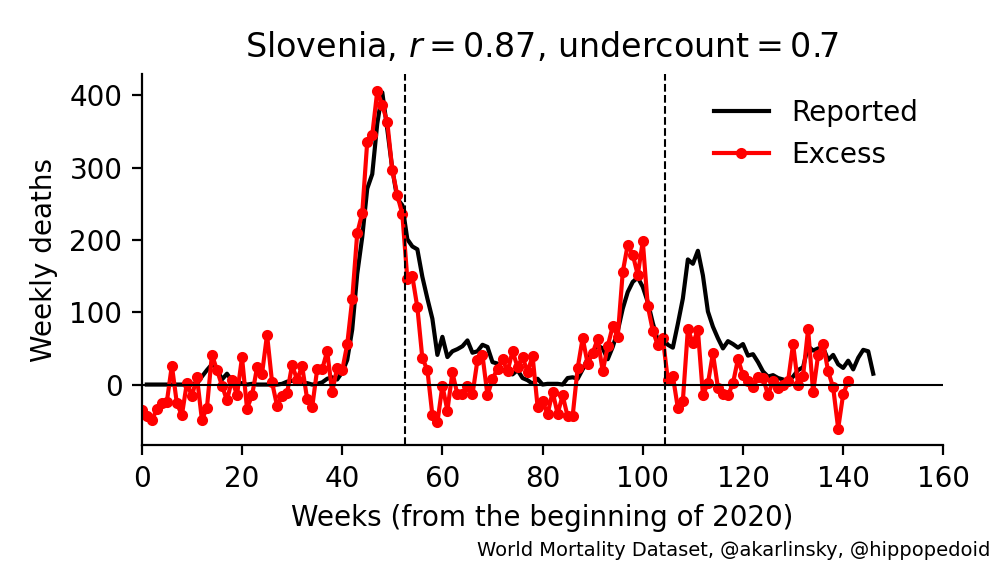 Slovenia, r = 0.87, undercount = 0.7
Reported
Excess
Weekly deaths
400
300
200
100
0
0 20 40 60 80 100 120 140 160
Weeks (from the beginning of 2020)
World Mortality Dataset, @akarlinsky, @hippopedoid